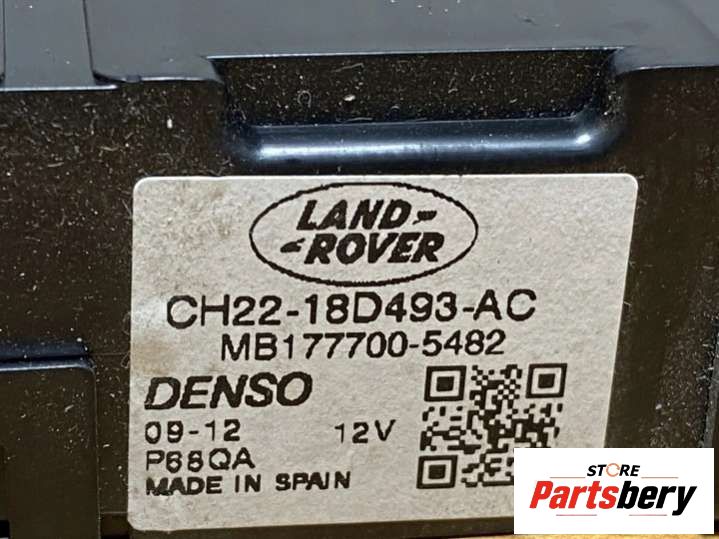 LAND-
-ROVER
CH22-18D493-AC
MB177700-5482
DENSO
09-12 12V
P68QA
MADE IN SPAIN
STORE
Partsbery